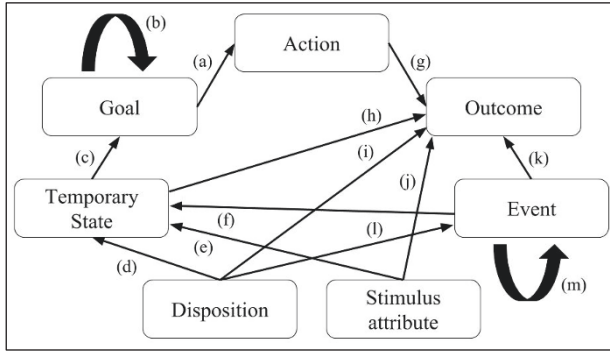 (b)
(a)
Action
(g)
Goal
Outcome
(h)
(i)
(c)
(j)
(k)
Temporary
State
Event
(f)
(l)
(e)
(d)
(m)
Disposition
Stimulus
attribute